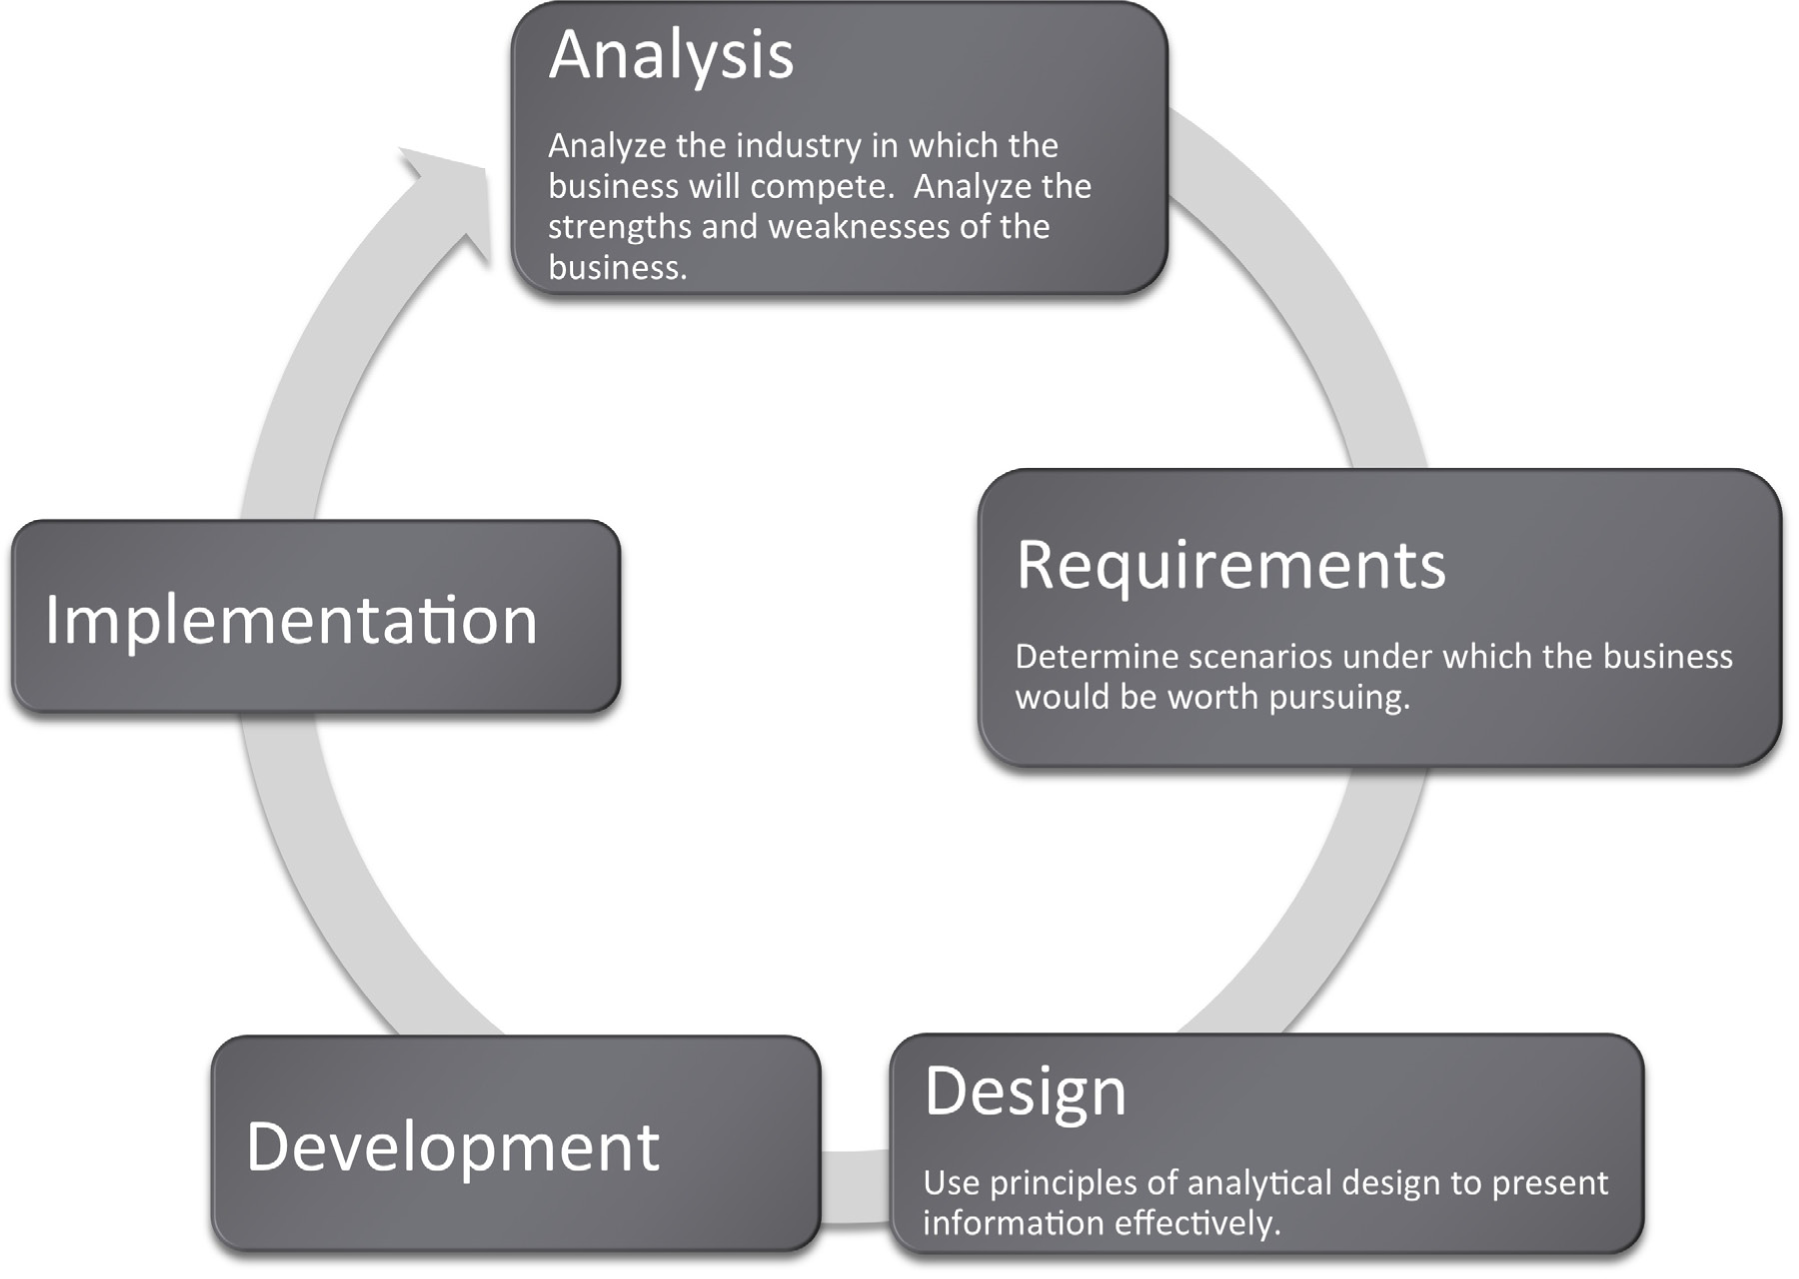 Analysis
Analyze the industry in which the
business will compete.  Analyze the
strengths and weaknesses of the
business.
Requirements
Determine scenarios under which the business
would be worth pursuing.
Design
Use principles of analytical design to present
information effectively.
Development
Implementation